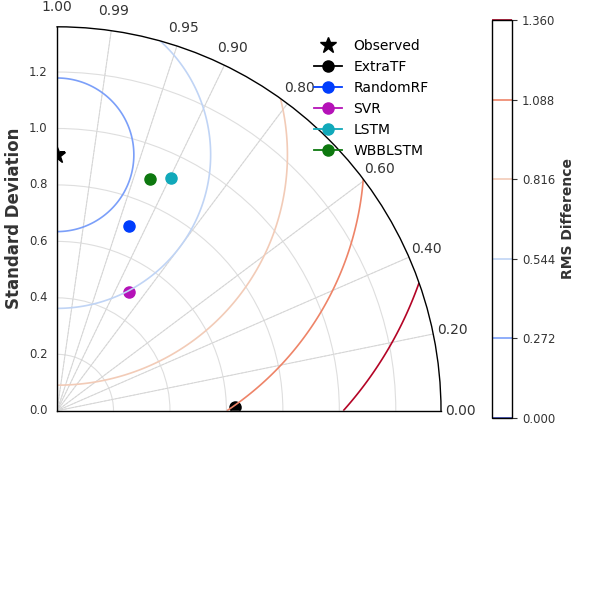 1.00
0.99
0.95
0.90
0.80
0.60
0.40
0.20
0.00
Standard Deviation
1.2
1.0
0.8
0.6
0.4
0.2
0.0
Observed
ExtraTF
RandomRF
SVR
LSTM
WBBLSTM
1.360
1.088
0.816
0.544
0.272
0.000
RMS Difference